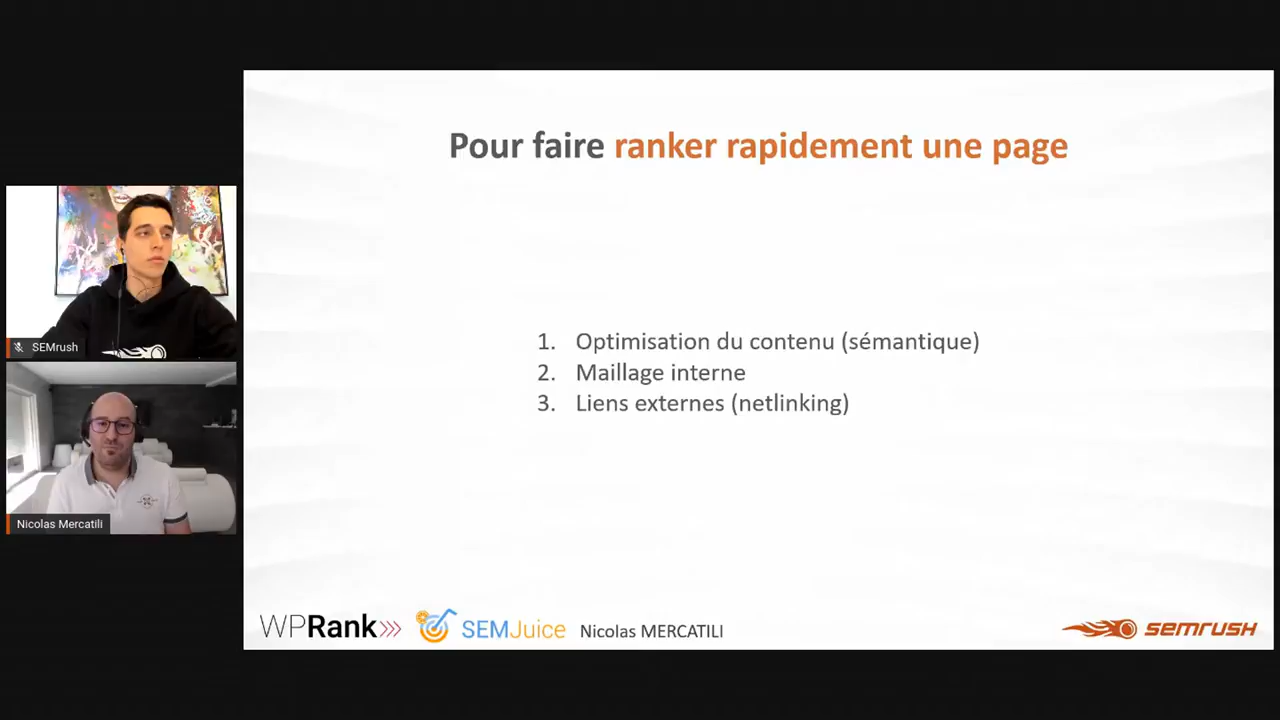 Pour faire ranker rapidement une page
SEMrush
Nicolas Mercatili
1. Optimisation du contenu (sémantique)
2. Maillage interne
3. Liens externes (netlinking)
WPRank
SEMJuice
Nicolas MERCATILI
semrush